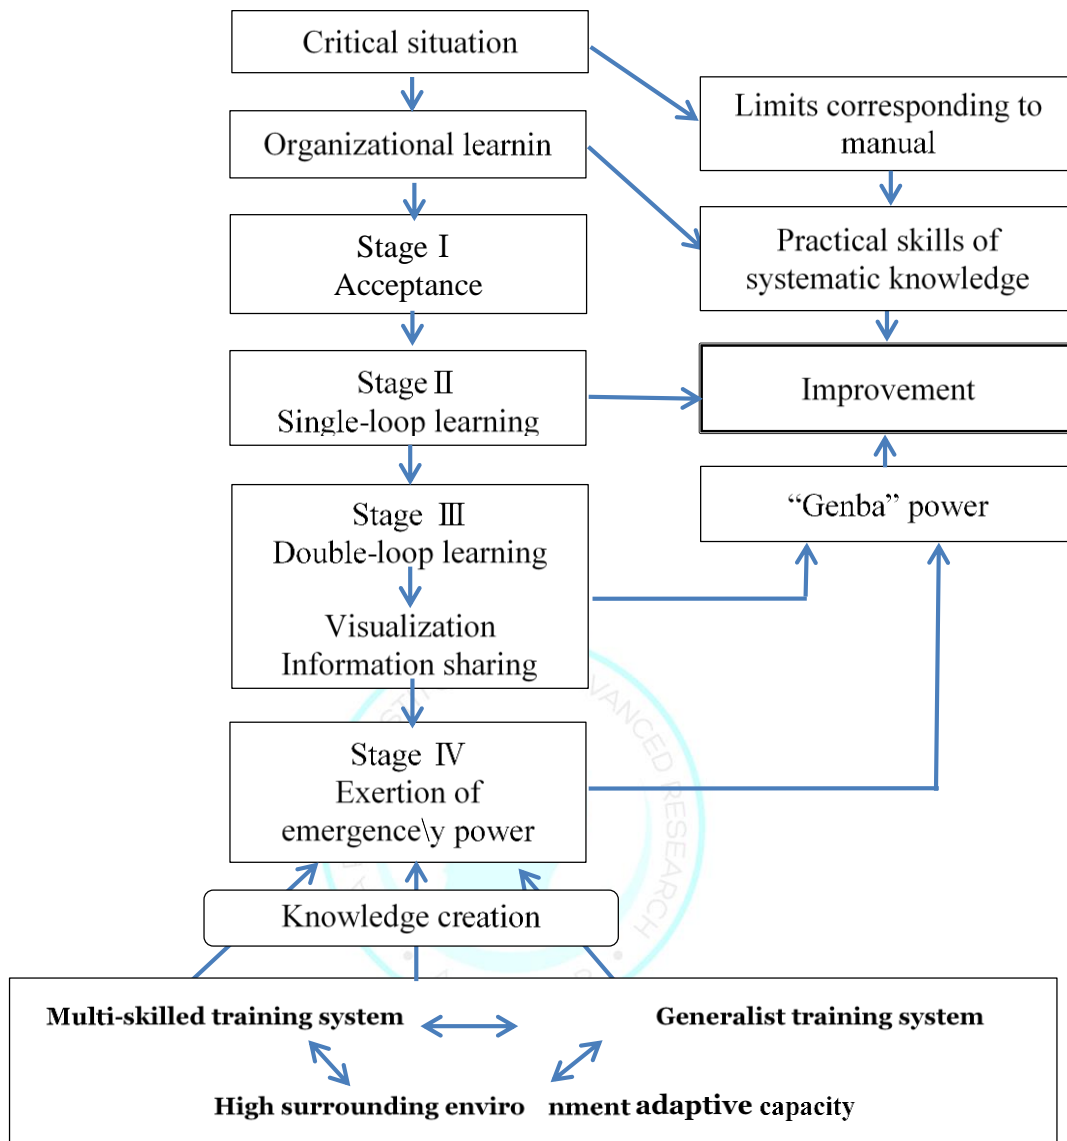 Critical situation
Limits corresponding to
manual
Organizational learnin
Practical skills of
systematic knowledge
Stage Ⅰ
Acceptance
Stage Ⅱ
Single-loop learning
Improvement
Stage Ⅲ
Double-loop learning
Visualization
Information sharing
“Genba” power
Stage Ⅳ
Exertion of
emergence\y power
Knowledge creation
Multi-skilled training system
Generalist training system
High surrounding enviro nment adaptive capacity
VANCED RESEARCH